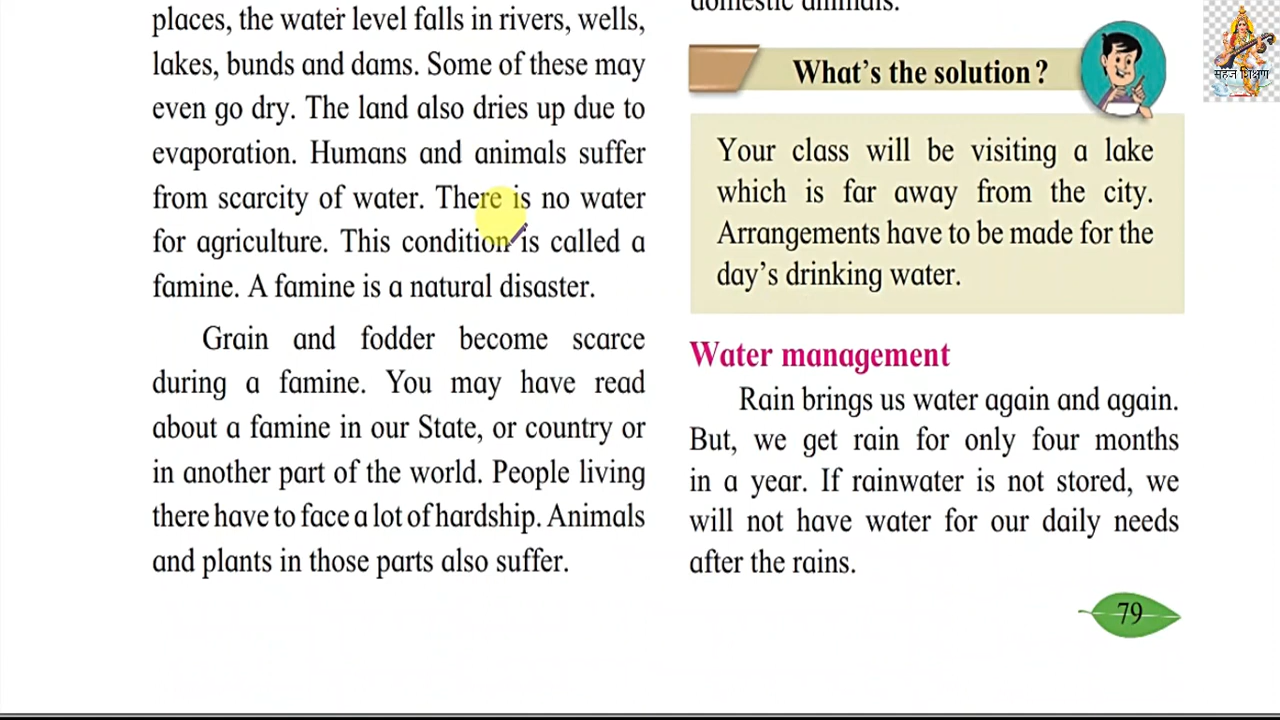 places, the water level falls in rivers, wells,
lakes, bunds and dams. Some of these may
even go dry. The land also dries up due to
evaporation. Humans and animals suffer
from scarcity of water. There is no water
for agriculture. This condition is called a
famine. A famine is a natural disaster.
Grain and fodder become scarce
during a famine. You may have read
about a famine in our State, or country or
in another part of the world. People living
there have to face a lot of hardship. Animals
and plants in those parts also suffer.
domestic animals.
What's the solution?
Your class will be visiting a lake
which is far away from the city.
Arrangements have to be made for the
day's drinking water.
Water management
Rain brings us water again and again.
But, we get rain for only four months
in a year. If rainwater is not stored, we
will not have water for our daily needs
after the rains.
79
सहज शिक्षण